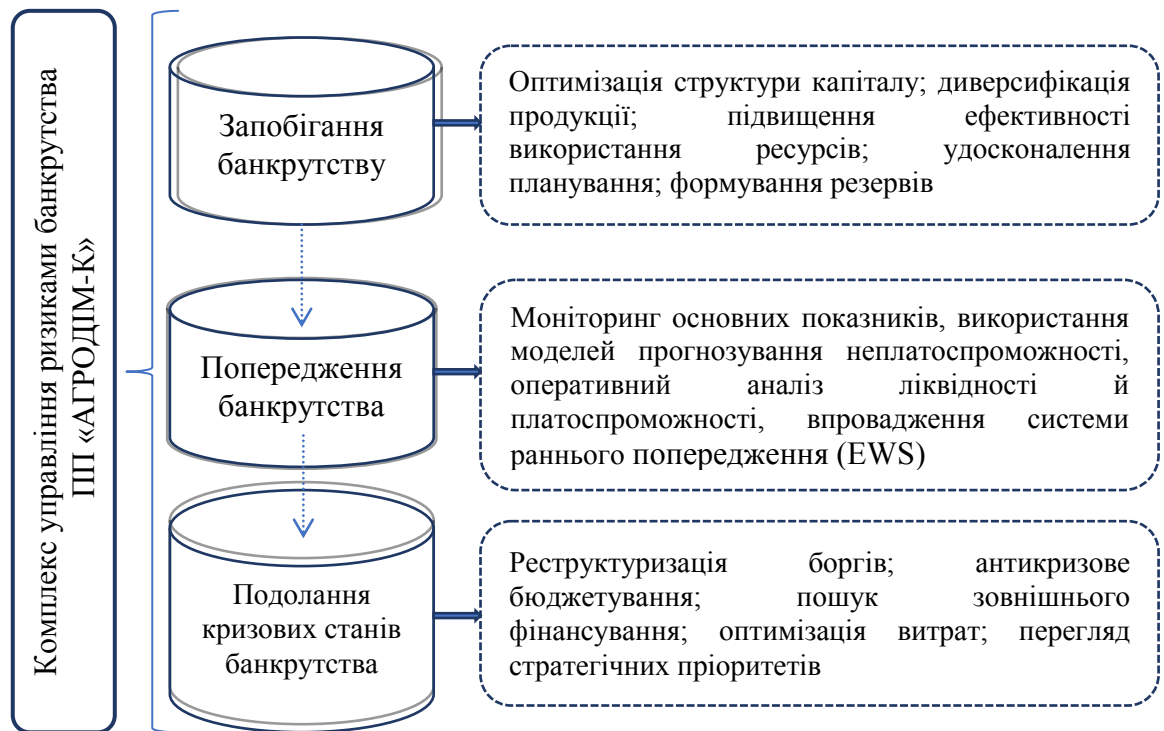 Комплекс управління ризиками банкрутства
ПП «АГРОДІМ-К»
Запобігання
банкрутству
Оптимізація структури капіталу; диверсифікація
продукції; підвищення ефективності
використання ресурсів; удосконалення
планування; формування резервів
Попередження
банкрутства
Моніторинг основних показників, використання
моделей прогнозування неплатоспроможності,
оперативний аналіз ліквідності й
платоспроможності, впровадження системи
раннього попередження (EWS)
Подолання
кризових станів
банкрутства
Реструктуризація боргів; антикризове
бюджетування; пошук зовнішнього
фінансування; оптимізація витрат; перегляд
стратегічних пріоритетів